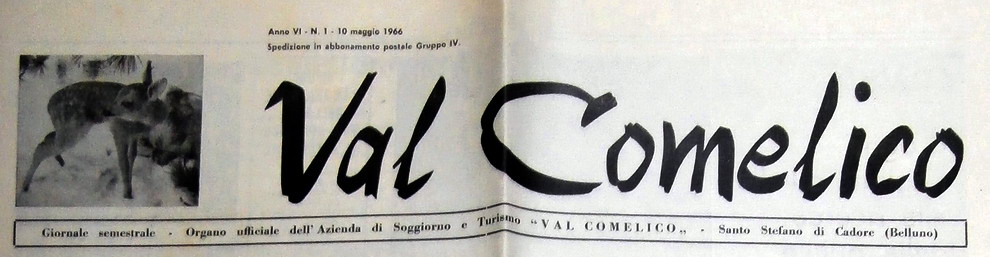 Anno VI - N. 1 - 10 maggio 1966
Spedizione in abbonamento postale Gruppo IV.
Val Comelico
Giornale semestrale - Organo ufficiale dell'Azienda di Soggiorno e Turismo “VAL COMELICO„ - Santo Stefano di Cadore (Belluno)